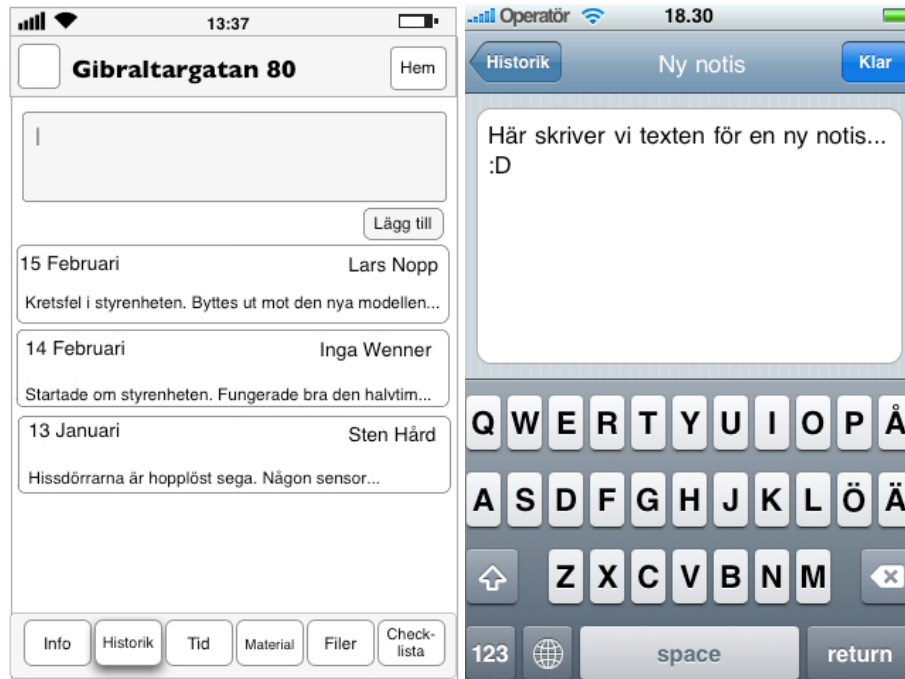 13:37
Gibraltargatan 80
Hem
Lägg till
15 Februari
Lars Nopp
Kretsfel i styrenheten. Byttes ut mot den nya modellen...
14 Februari
Inga Wenner
Startade om styrenheten. Fungerade bra den halvtim...
13 Januari
Sten Hård
Hissdörrarna är hopplöst sega. Någon sensor...
Info
Historik
Tid
Material
Filer
Check-
lista
Operatör
18.30
Historik
Ny notis
Klar
Här skriver vi texten för en ny notis...
:D
Q W E R T Y U I O P Å
A S D F G H J K L Ö Ä
Z X C V B N M
123
space
return